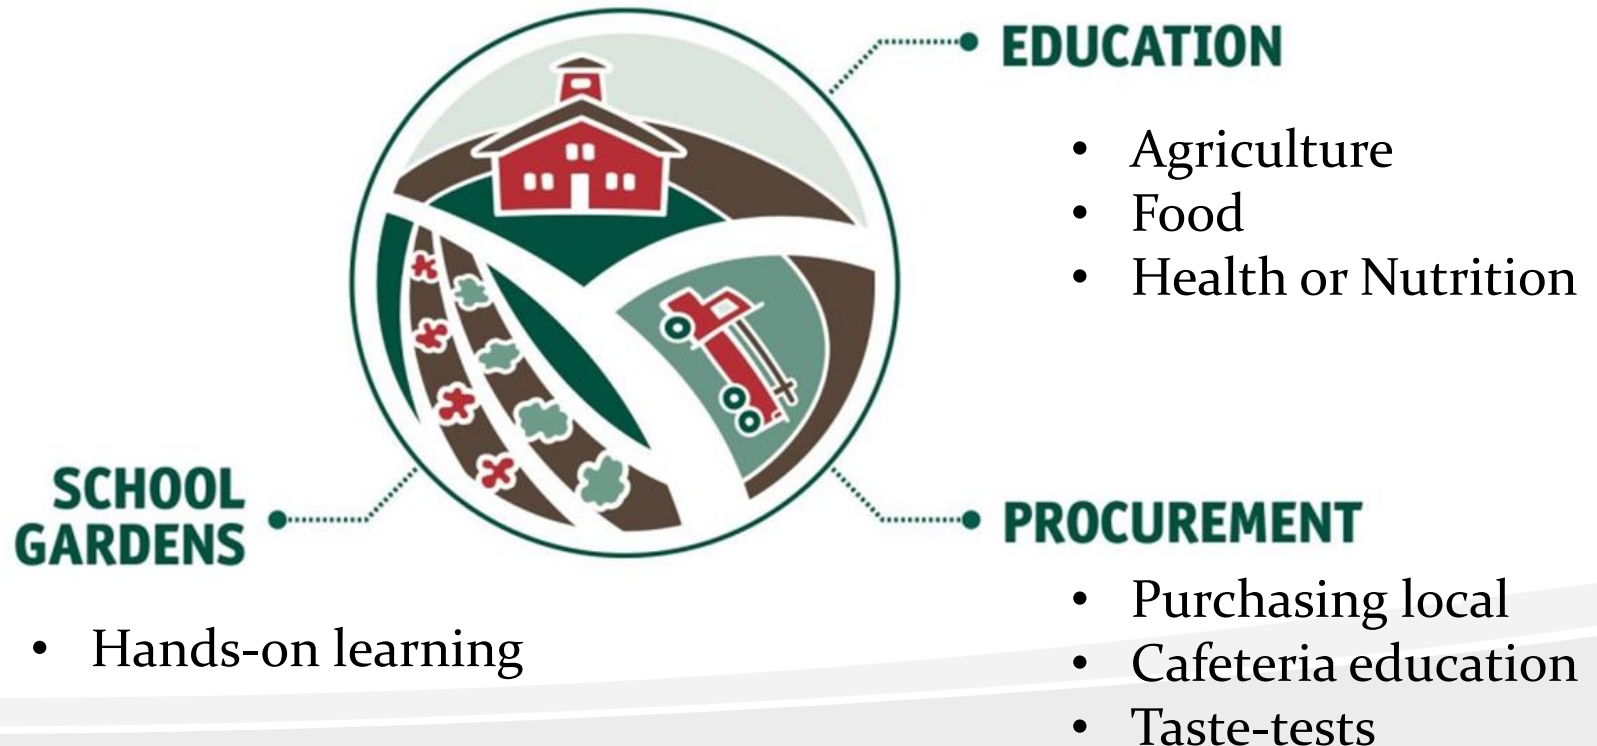 EDUCATION
• Agriculture
• Food
• Health or Nutrition
SCHOOL
GARDENS
• Hands-on learning
PROCUREMENT
• Purchasing local
• Cafeteria education
• Taste-tests